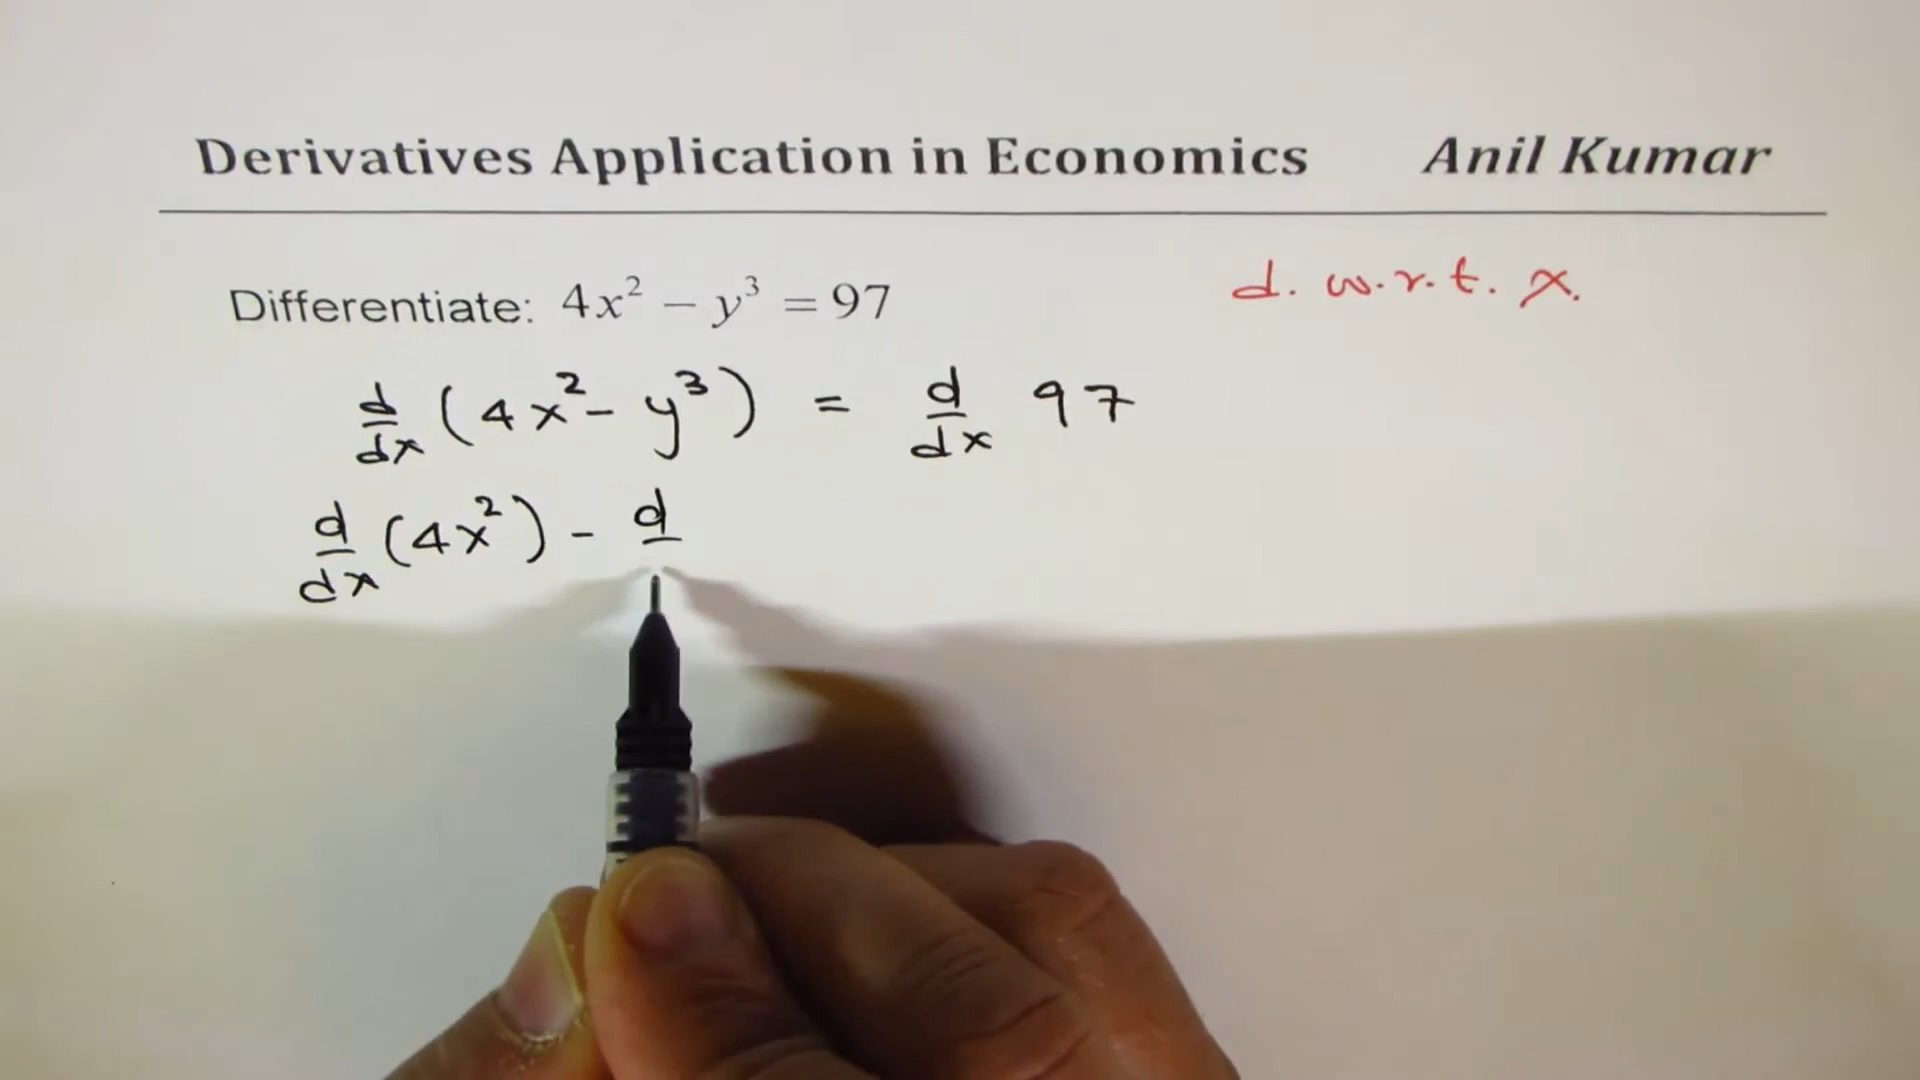 Derivatives Application in Economics Anil Kumar
Differentiate: 4x² − y³ = 97 d. w.r.t. x.
d/dx (4x² − y³) = d/dx 97
d/dx (4x²) − d